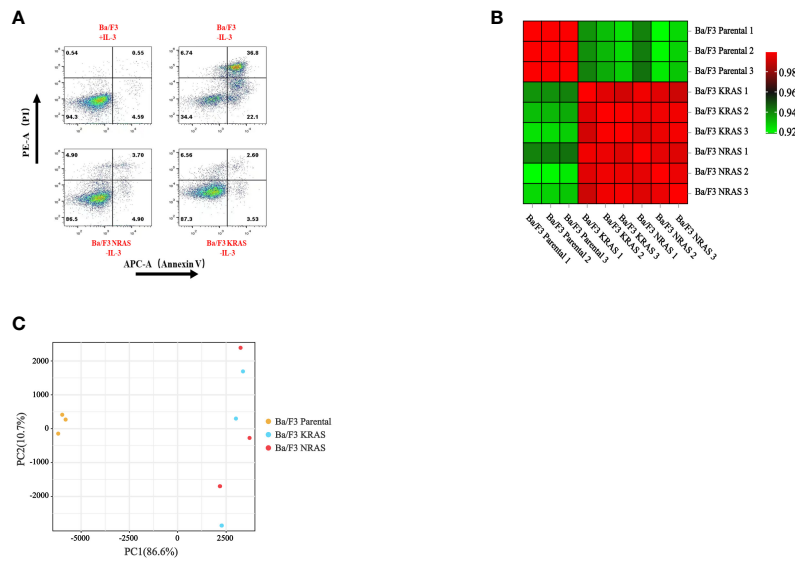 A
Ba/F3
+IL-3
Ba/F3
-IL-3
0.54
0.55
6.74
36.8
94.3
4.59
34.4
22.1
4.90
3.70
6.56
2.60
86.5
4.90
87.3
3.53
PE-A (PI)
Ba/F3 NRAS
-IL-3
Ba/F3 KRAS
-IL-3
APC-A (Annexin V)
B
Ba/F3 Parental 1
Ba/F3 Parental 2
Ba/F3 Parental 3
Ba/F3 KRAS 1
Ba/F3 KRAS 2
Ba/F3 KRAS 3
Ba/F3 NRAS 1
Ba/F3 NRAS 2
Ba/F3 NRAS 3
0.98
0.96
0.94
0.92
Ba/F3 Parental 1
Ba/F3 Parental 2
Ba/F3 Parental 3
Ba/F3 KRAS 1
Ba/F3 KRAS 2
Ba/F3 KRAS 3
Ba/F3 NRAS 1
Ba/F3 NRAS 2
Ba/F3 NRAS 3
C
2000
1000
0
-1000
-2000
PC2(10.7%)
-5000
-2500
0
2500
PC1(86.6%)
Ba/F3 Parental
Ba/F3 KRAS
Ba/F3 NRAS